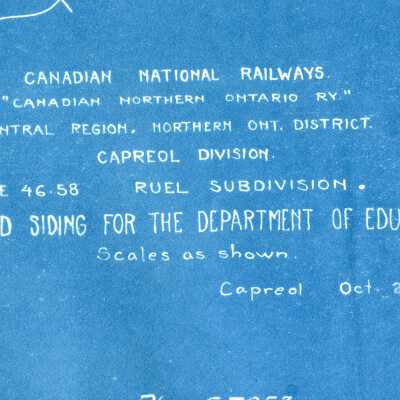 CANADIAN NATIONAL RAILWAYS.
"CANADIAN NORTHERN ONTARIO RY."
NTRAL REGION. NORTHERN ONT. DISTRICT.
CAPREOL DIVISION.
E 46.58 RUEL SUBDIVISION.
D SIDING FOR THE DEPARTMENT OF EDU
Scales as shown.
Capreol Oct. 2